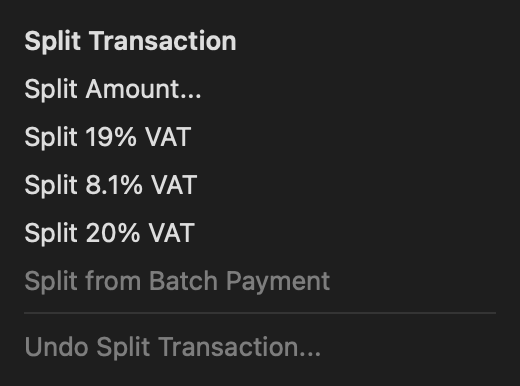 Split Transaction
Split Amount...
Split 19% VAT
Split 8.1% VAT
Split 20% VAT
Split from Batch Payment
Undo Split Transaction...